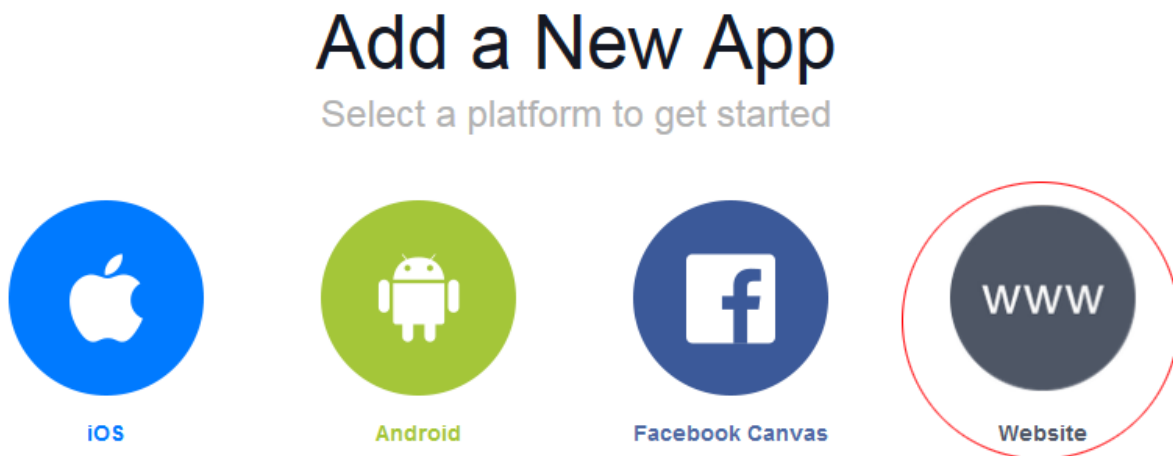 Add a New App
Select a platform to get started
www
iOS
Android
Facebook Canvas
Website